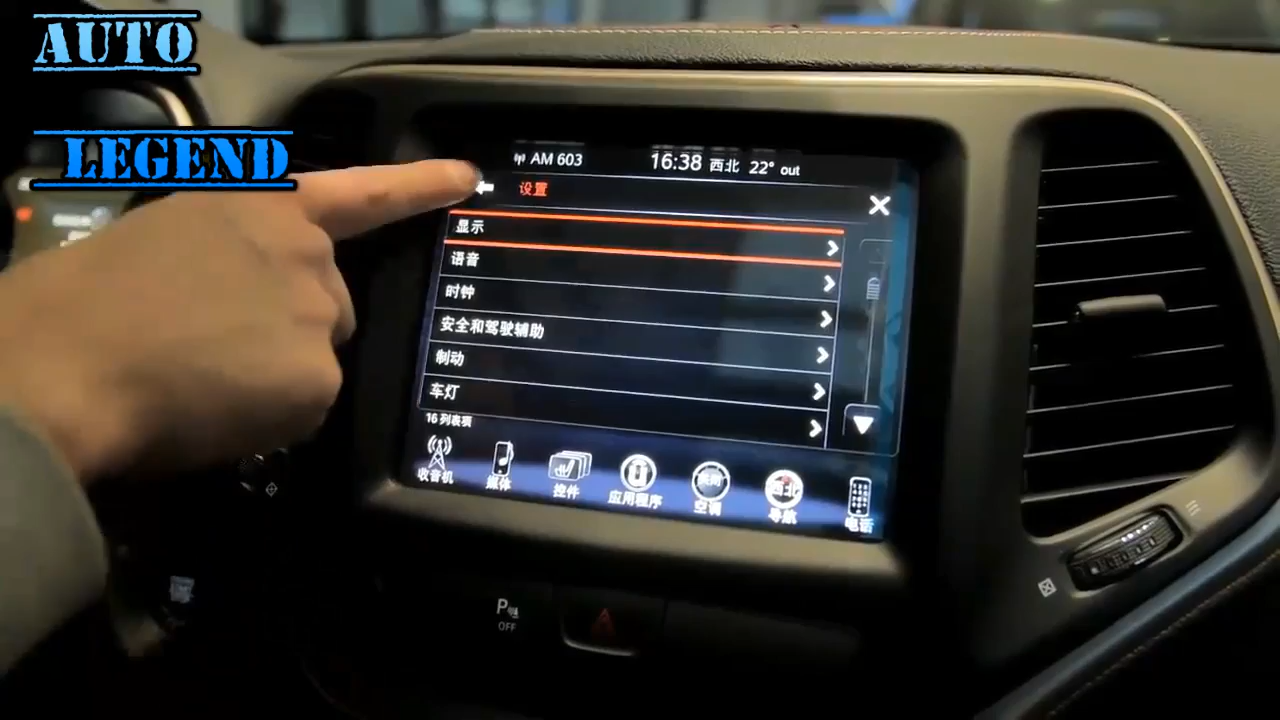 AUTO
LEGEND
AM 603 16:38 西北 22° out
设置
显示
语音
时钟
安全和驾驶辅助
制动
车灯
16 列表项
收音机 媒体 控件 应用程序 空调 西北 导航 电话
P
OFF